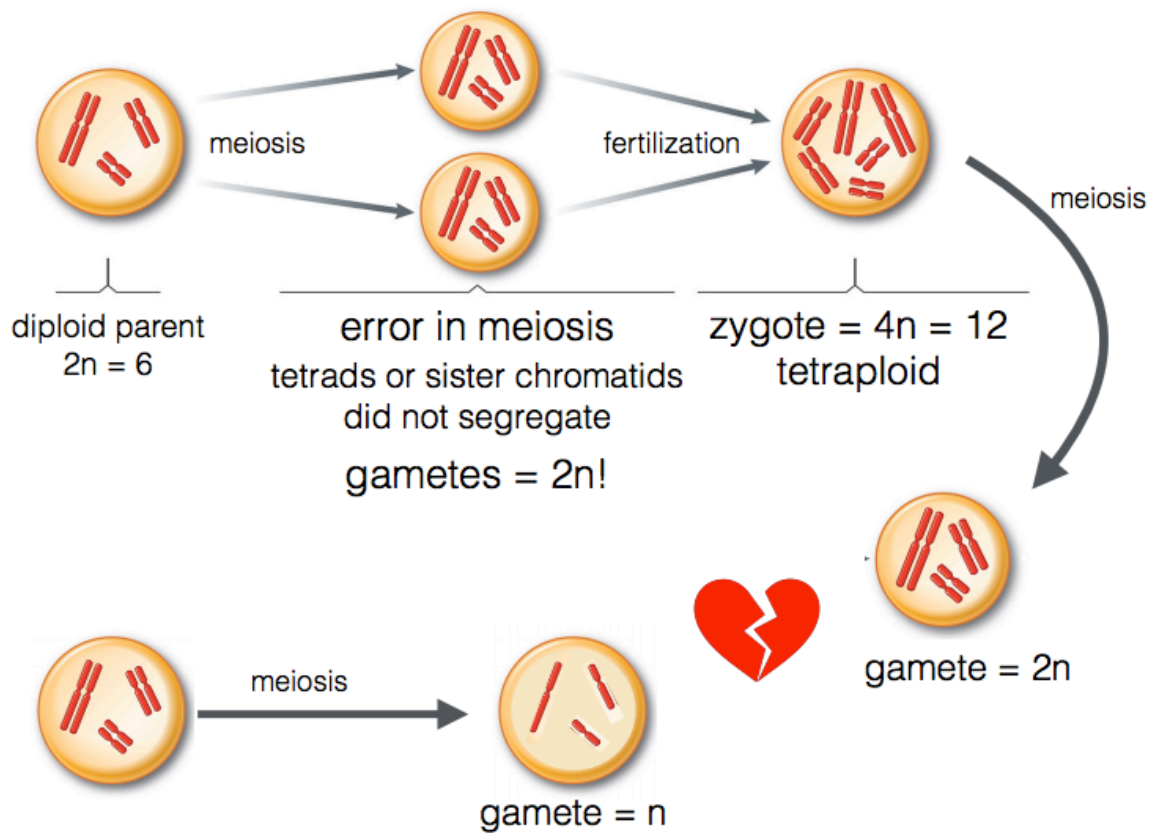 meiosis
fertilization
meiosis
diploid parent
2n = 6
error in meiosis
tetrads or sister chromatids
did not segregate
gametes = 2n!
zygote = 4n = 12
tetraploid
gamete = 2n
meiosis
gamete = n